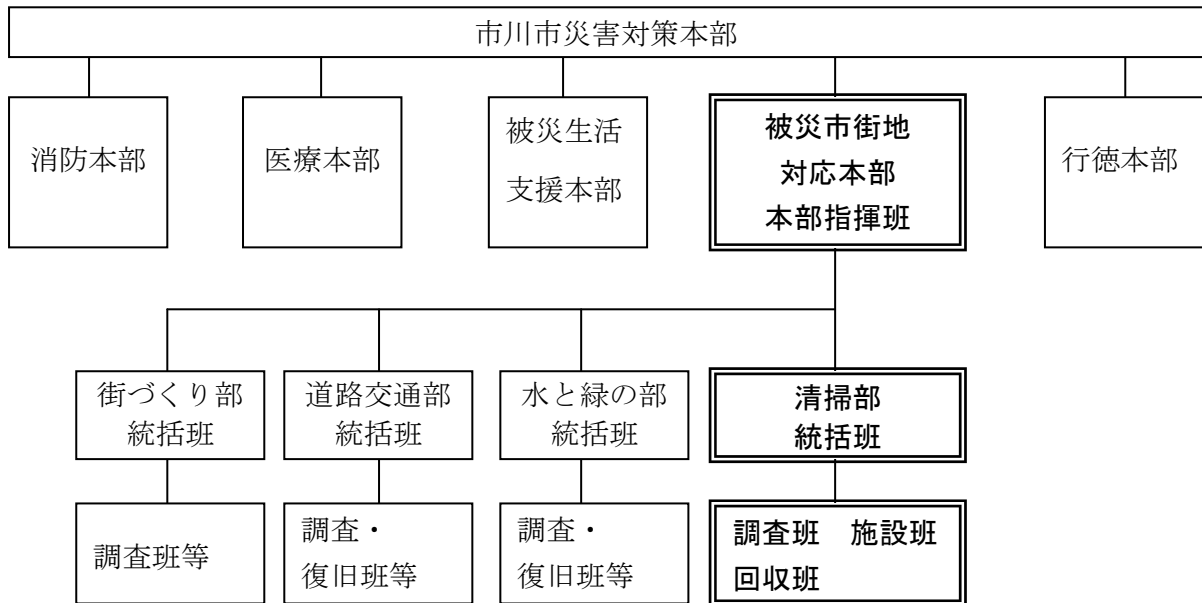 市川市災害対策本部
消防本部
医療本部
被災生活
支援本部
被災市街地
対応本部
本部指揮班
行徳本部
街づくり部
統括班
道路交通部
統括班
水と緑の部
統括班
清掃部
統括班
調査班等
調査・
復旧班等
調査・
復旧班等
調査班　施設班
回収班